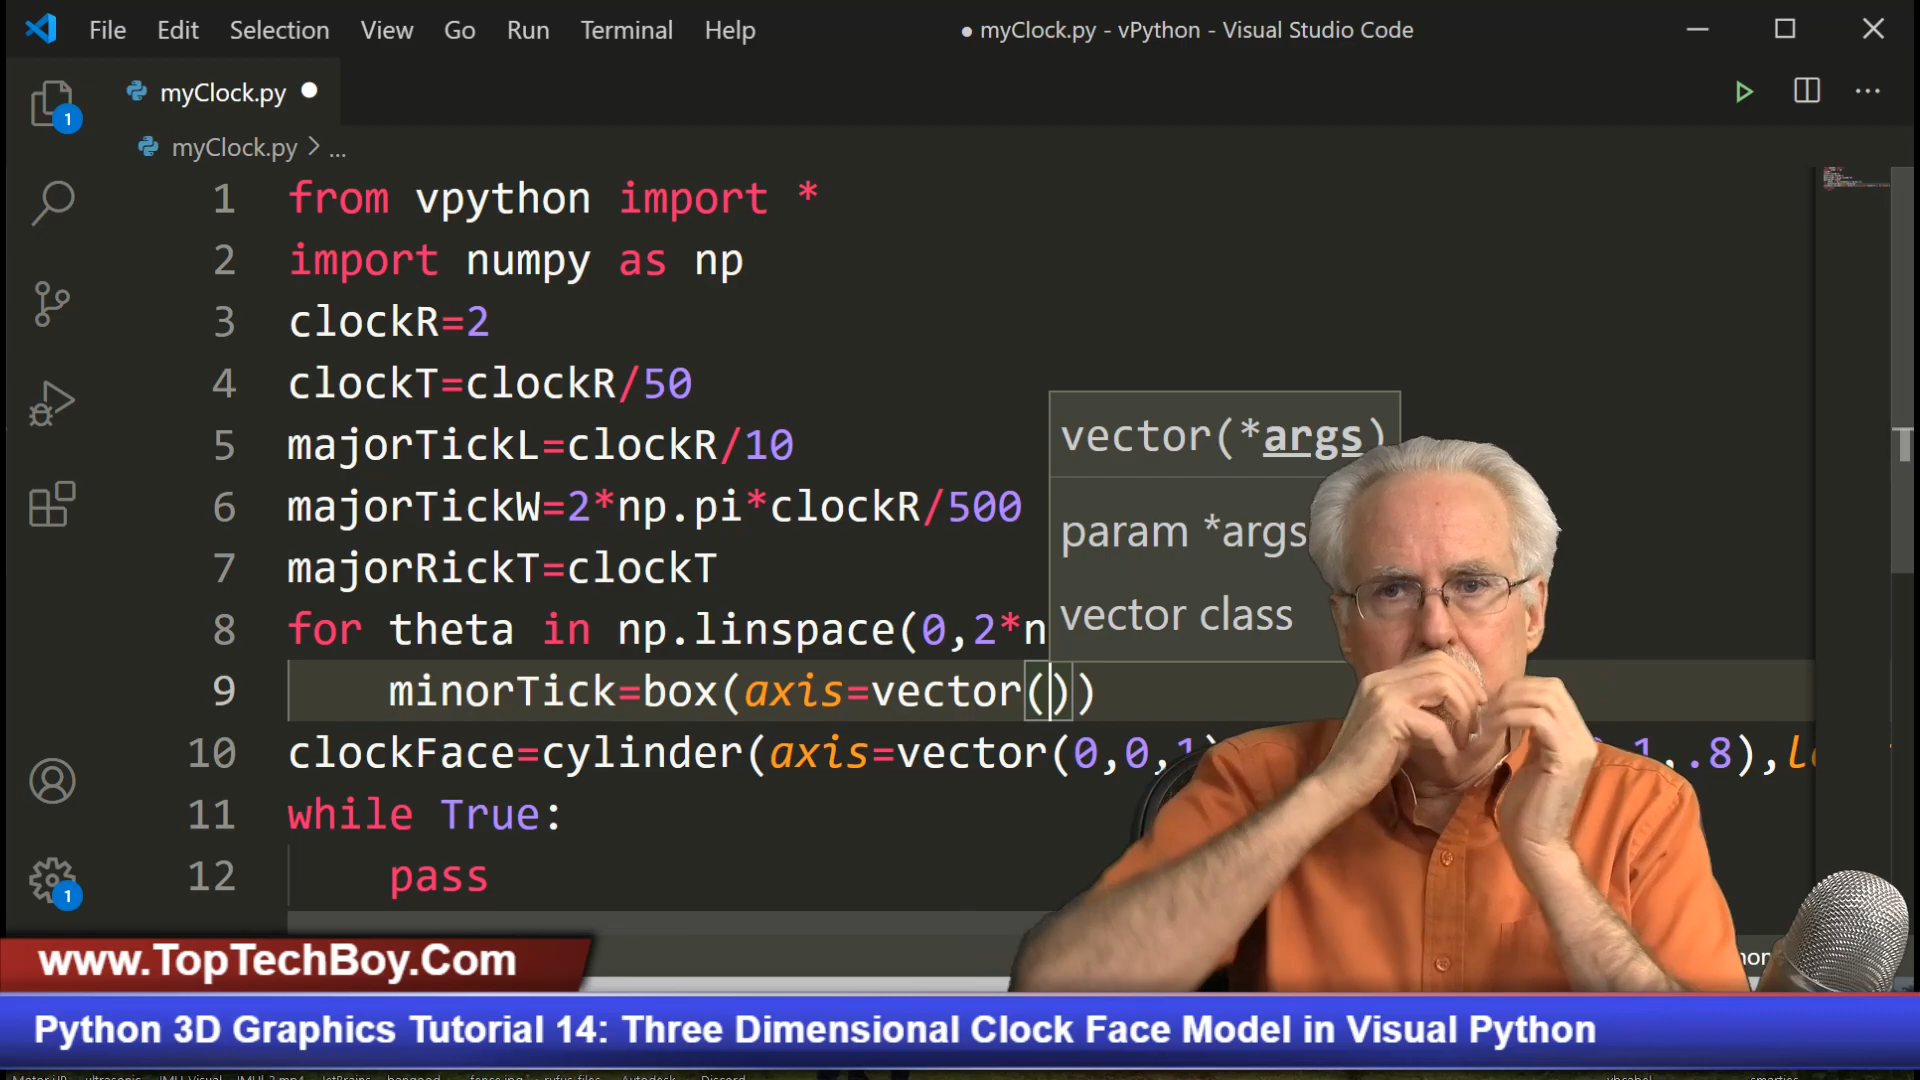 File Edit Selection View Go Run Terminal Help
● myClock.py - vPython - Visual Studio Code
myClock.py
1
myClock.py > ...
1 from vpython import *
2 import numpy as np
3 clockR=2
4 clockT=clockR/50
5 majorTickL=clockR/10
6 majorTickW=2*np.pi*clockR/500
7 majorRickT=clockT
8 for theta in np.linspace(0,2*n
9 minorTick=box(axis=vector())
10 clockFace=cylinder(axis=vector(0,0,1 1,.8),
11 while True:
12 pass
vector(*args)
param *args
vector class
1
www.TopTechBoy.Com
Python 3D Graphics Tutorial 14: Three Dimensional Clock Face Model in Visual Python